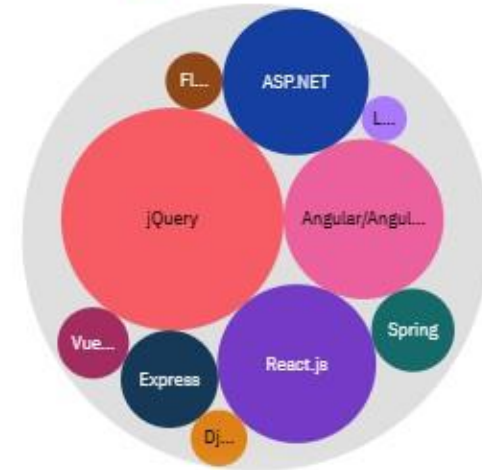 Fl...
ASP.NET
L...
jQuery
Angular/Angul...
Vue...
Express
React.js
Spring
Dj...